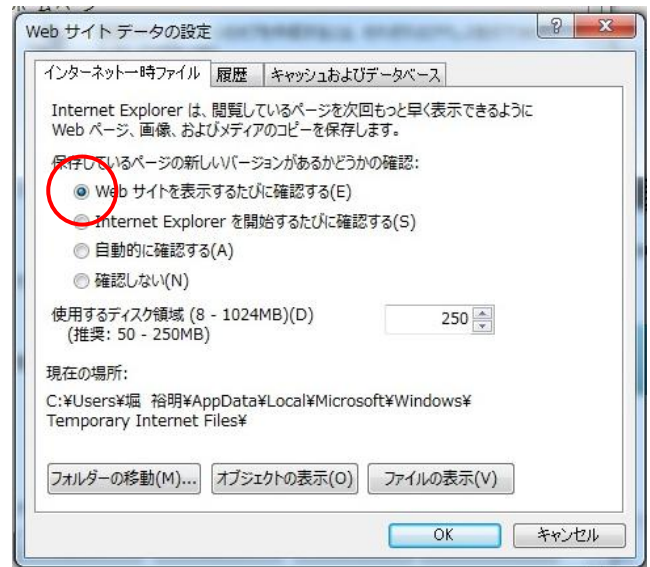 ホームページ
Web サイト データの設定
インターネット一時ファイル 履歴 キャッシュおよびデータベース
Internet Explorer は、閲覧しているページを次回もっと早く表示できるように
Web ページ、画像、およびメディアのコピーを保存します。
保存しているページの新しいバージョンがあるかどうかの確認:
Web サイトを表示するたびに確認する(E)
Internet Explorer を開始するたびに確認する(S)
自動的に確認する(A)
確認しない(N)
使用するディスク領域 (8 - 1024MB)(D) 250
(推奨: 50 - 250MB)
現在の場所:
C:¥Users¥堀 裕明¥AppData¥Local¥Microsoft¥Windows¥
Temporary Internet Files¥
フォルダーの移動(M)... オブジェクトの表示(O) ファイルの表示(V)
OK キャンセル